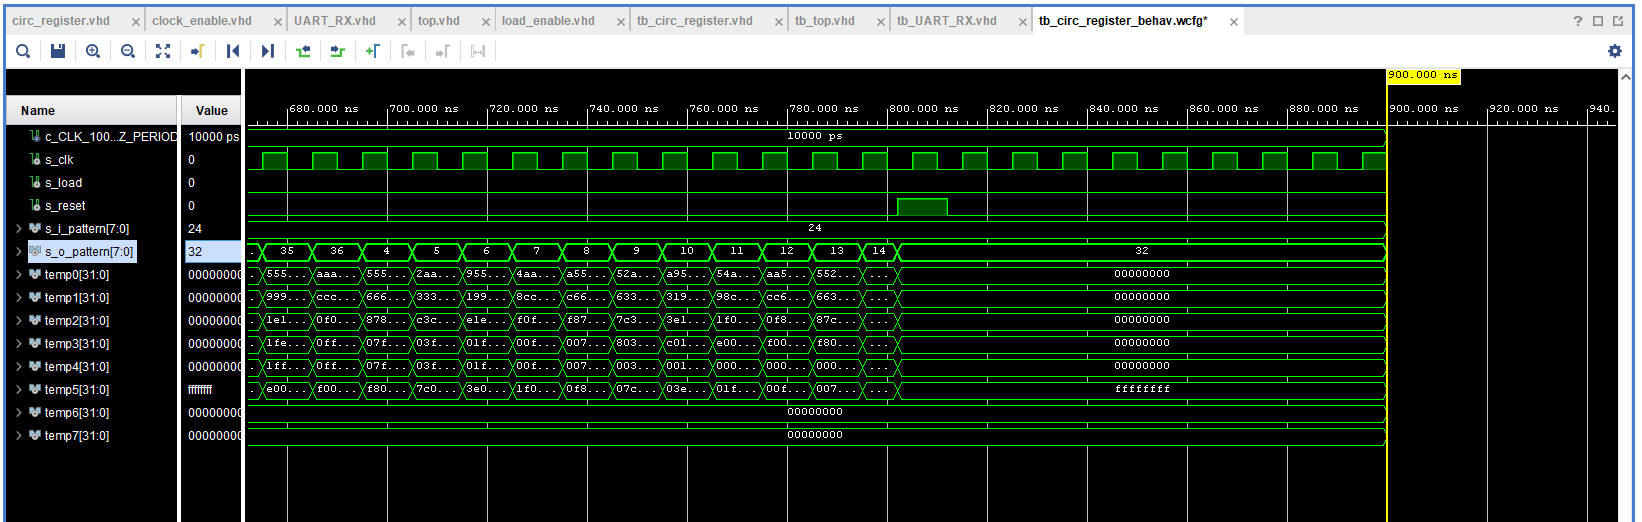 circ_register.vhd × clock_enable.vhd × UART_RX.vhd × top.vhd × load_enable.vhd × tb_circ_register.vhd × tb_top.vhd × tb_UART_RX.vhd × tb_circ_register_behav.wcfg* ×
900.000 ns
680.000 ns 700.000 ns 720.000 ns 740.000 ns 760.000 ns 780.000 ns 800.000 ns 820.000 ns 840.000 ns 860.000 ns 880.000 ns 900.000 ns 920.000 ns 940.
Name Value
c_CLK_100...Z_PERIOD 10000 ps 10000 ps
s_clk 0
s_load 0
s_reset 0
s_i_pattern[7:0] 24 24
s_o_pattern[7:0] 32 . 35 36 4 5 6 7 8 9 10 11 12 13 14 32
temp0[31:0] 00000000 . 555... aaa... 555... 2aa... 955... 4aa... a55... 52a... a95... 54a... aa5... 552... ... 00000000
temp1[31:0] 00000000 . 999... ccc... 666... 333... 199... 8cc... c66... 633... 319... 98c... cc6... 663... ... 00000000
temp2[31:0] 00000000 . 1e1... 0f0... 878... c3c... e1e... f0f... f87... 7c3... 3e1... 1f0... 0f8... 87c... ... 00000000
temp3[31:0] 00000000 . 1fe... 0ff... 07f... 03f... 01f... 00f... 007... 803... c01... e00... f00... f80... ... 00000000
temp4[31:0] 00000000 . 1ff... 0ff... 07f... 03f... 01f... 00f... 007... 003... 001... 000... 000... 000... ... 00000000
temp5[31:0] ffffffff . e00... f00... f80... 7c0... 3e0... 1f0... 0f8... 07c... 03e... 01f... 00f... 007... ... ffffffff
temp6[31:0] 00000000 00000000
temp7[31:0] 00000000 00000000